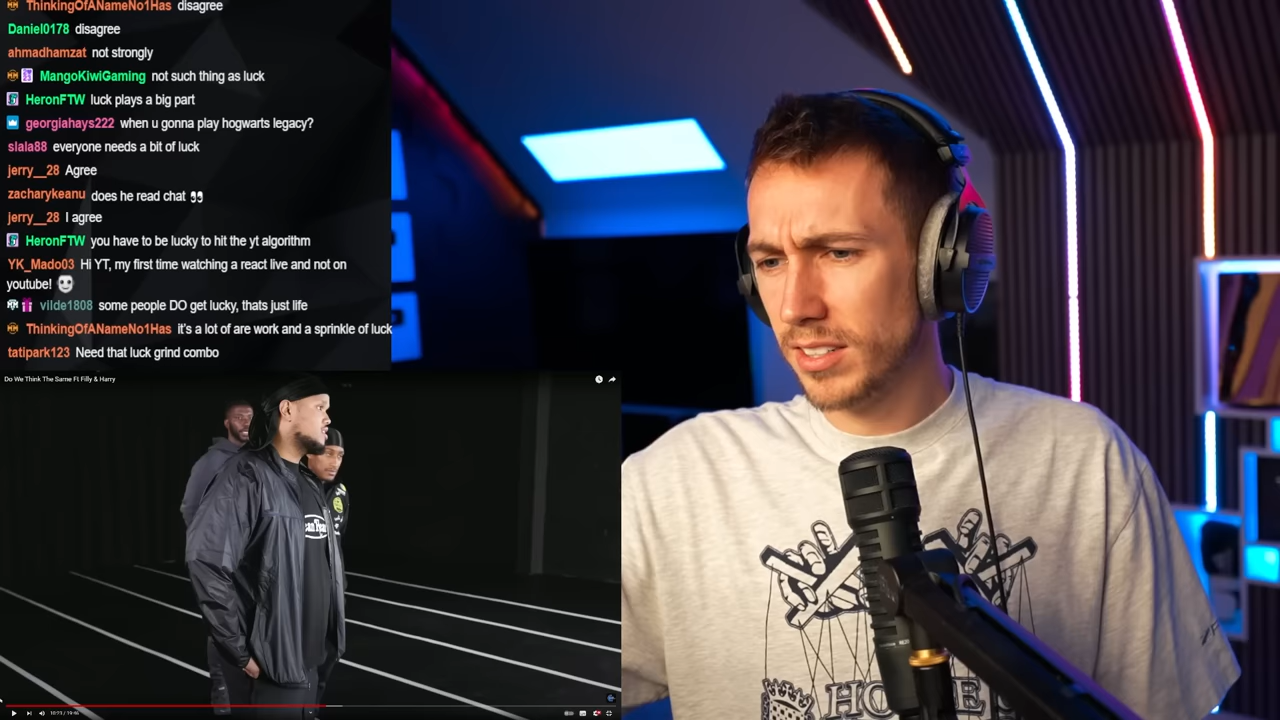 ThinkingOfANameNo1Has disagree
Daniel0178 disagree
ahmadhamzat not strongly
MangoKiwiGaming not such thing as luck
HeronFTW luck plays a big part
georgiahays222 when u gonna play hogwarts legacy?
slala88 everyone needs a bit of luck
jerry__28 Agree
zacharykeanu does he read chat 👀
jerry__28 I agree
HeronFTW you have to be lucky to hit the yt algorithm
YK_Mado03 Hi YT, my first time watching a react live and not on
youtube! 💀
vilde1808 some people DO get lucky, thats just life
ThinkingOfANameNo1Has it's a lot of are work and a sprinkle of luck
tatipark123 Need that luck grind combo
Do We Think The Same Ft Filly & Harry